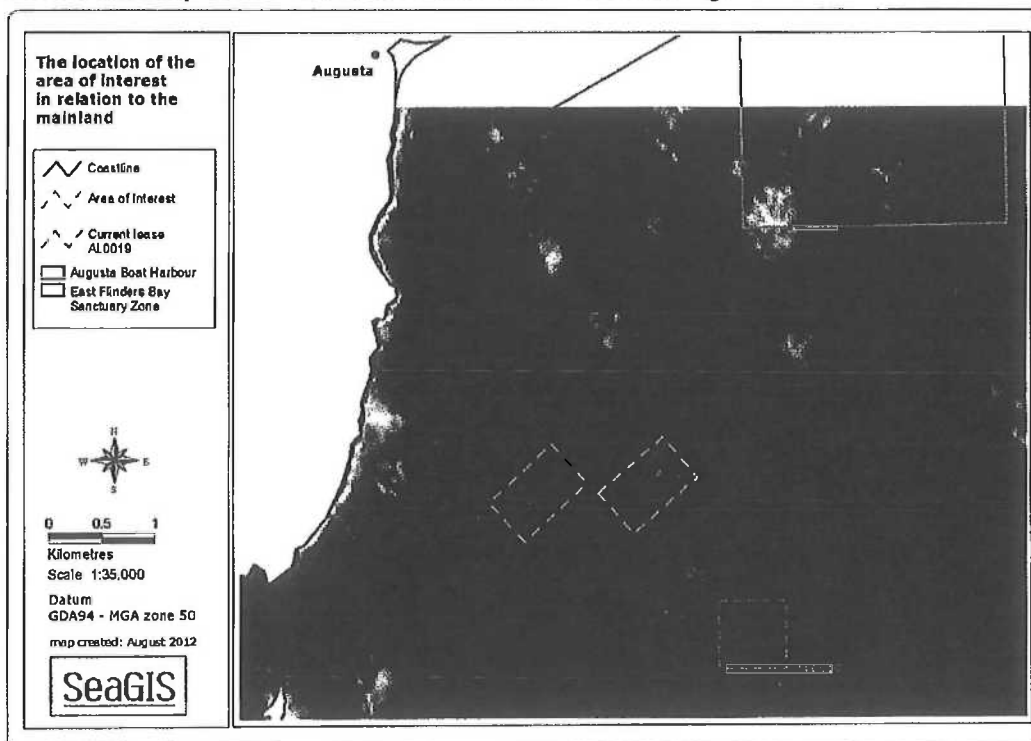 The location of the
area of interest
in relation to the
mainland
Coastline
Area of Interest
Current lease
AL0019
Augusta Boat Harbour
East Flinders Bay
Sanctuary Zone
N
W E
S
0 0.5 1
Kilometres
Scale 1:35,000
Datum
GDA94 - MGA zone 50
map created: August 2012
SeaGIS
Augusta